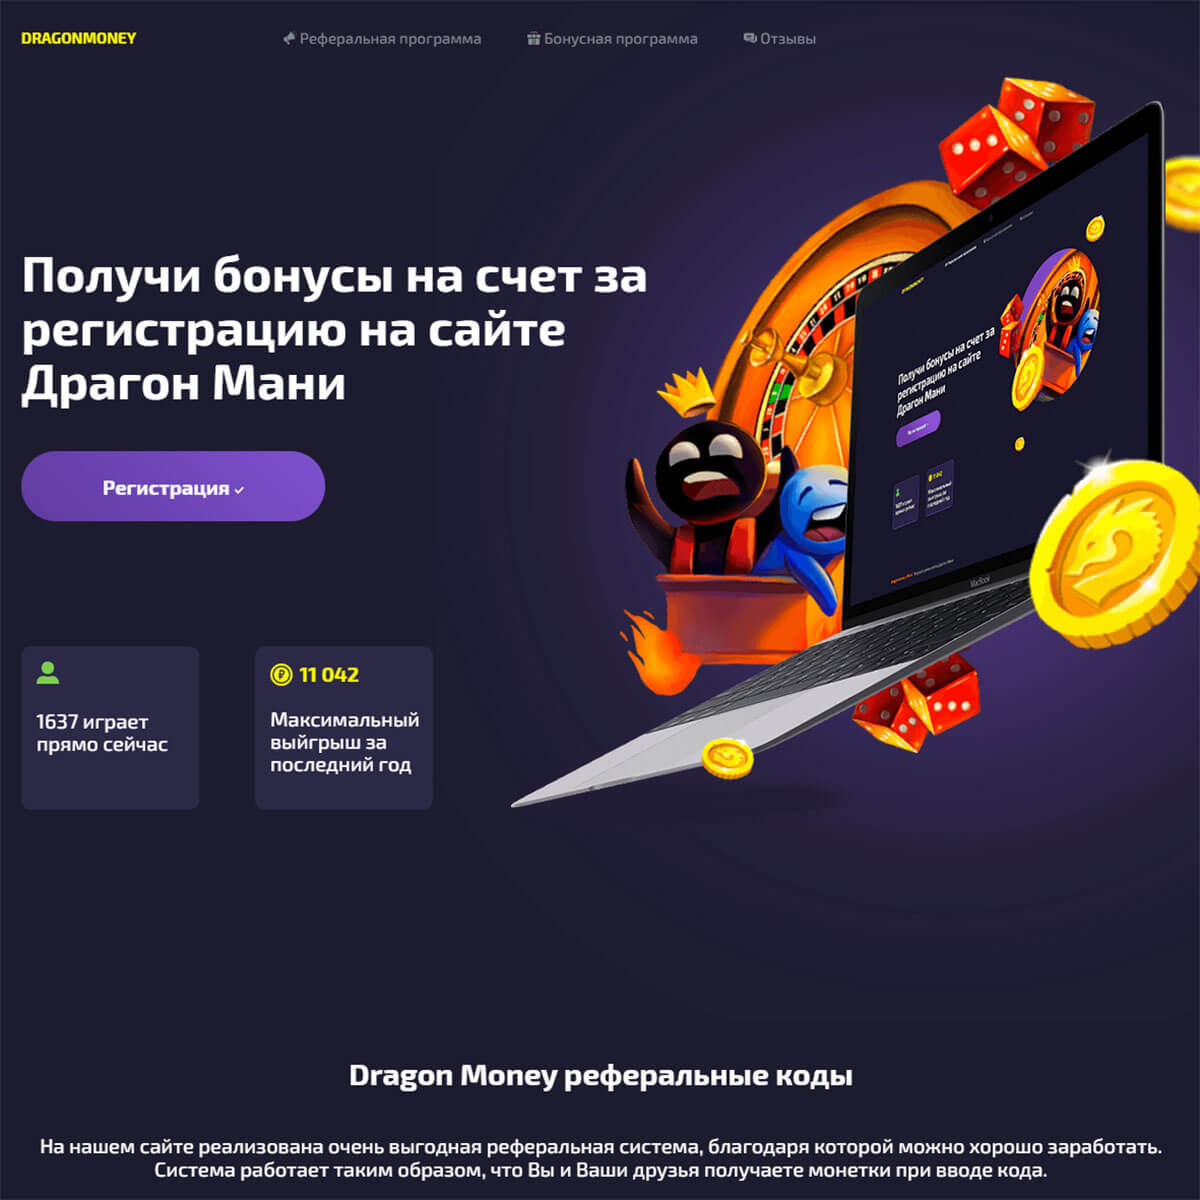 DRAGONMONEY
Реферальная программа
Бонусная программа
Отзывы
Получи бонусы на счет за
регистрацию на сайте
Драгон Мани
Регистрация
1637 играет
прямо сейчас
11 042
Максимальный
выйгрыш за
последний год
Получи бонусы на счет за
регистрацию на сайте
Драгон Мани
MacBook
Dragon Money реферальные коды
На нашем сайте реализована очень выгодная реферальная система, благодаря которой можно хорошо заработать.
Система работает таким образом, что Вы и Ваши друзья получаете монетки при вводе кода.